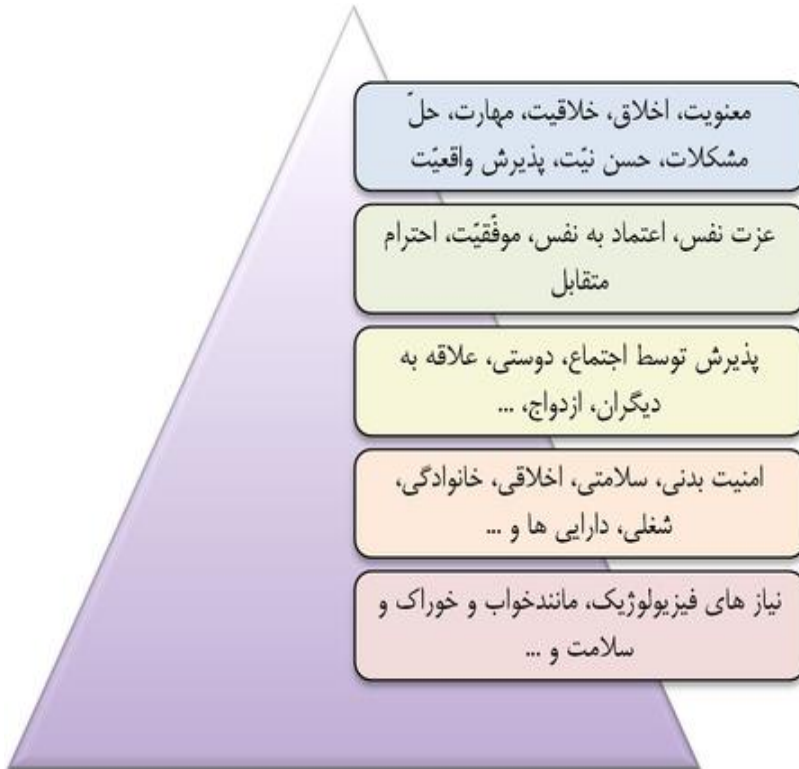 معنویت، اخلاق، خلاقیت، مهارت، حلّ
مشکلات، حسن نیّت، پذیرش واقعیّت
عزت نفس، اعتماد به نفس، موفّقیّت، احترام
متقابل
پذیرش توسط اجتماع، دوستی، علاقه به
دیگران، ازدواج، ...
امنیت بدنی، سلامتی، اخلاقی، خانوادگی،
شغلی، دارایی ها و ...
نیاز های فیزیولوژیک، مانندخواب و خوراک و
سلامت و ...